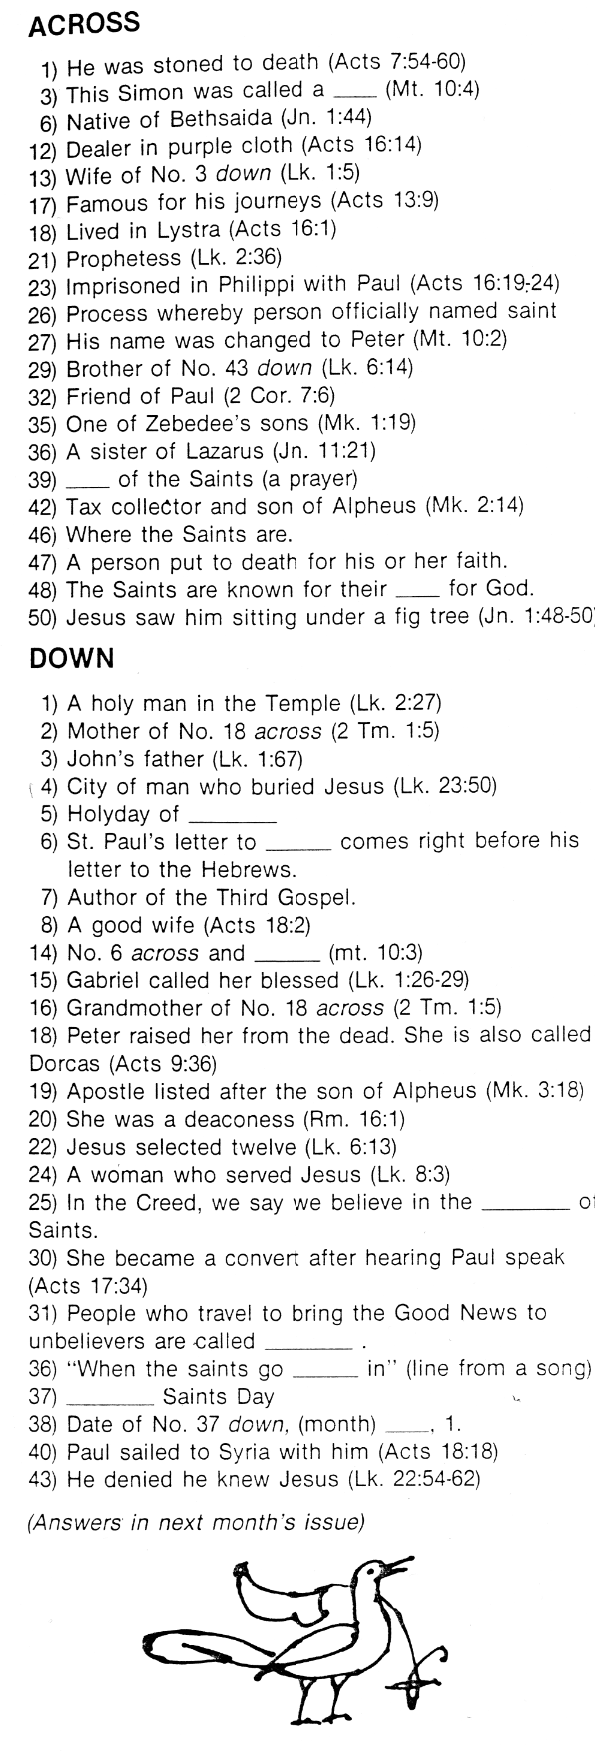 ACROSS
1) He was stoned to death (Acts 7:54-60)
3) This Simon was called a ____ (Mt. 10:4)
6) Native of Bethsaida (Jn. 1:44)
12) Dealer in purple cloth (Acts 16:14)
13) Wife of No. 3 down (Lk. 1:5)
17) Famous for his journeys (Acts 13:9)
18) Lived in Lystra (Acts 16:1)
21) Prophetess (Lk. 2:36)
23) Imprisoned in Philippi with Paul (Acts 16:19-24)
26) Process whereby person officially named saint
27) His name was changed to Peter (Mt. 10:2)
29) Brother of No. 43 down (Lk. 6:14)
32) Friend of Paul (2 Cor. 7:6)
35) One of Zebedee's sons (Mk. 1:19)
36) A sister of Lazarus (Jn. 11:21)
39) ____ of the Saints (a prayer)
42) Tax collector and son of Alpheus (Mk. 2:14)
46) Where the Saints are.
47) A person put to death for his or her faith.
48) The Saints are known for their ____ for God.
50) Jesus saw him sitting under a fig tree (Jn. 1:48-50)
DOWN
1) A holy man in the Temple (Lk. 2:27)
2) Mother of No. 18 across (2 Tm. 1:5)
3) John's father (Lk. 1:67)
4) City of man who buried Jesus (Lk. 23:50)
5) Holyday of ________
6) St. Paul's letter to ______ comes right before his
letter to the Hebrews.
7) Author of the Third Gospel.
8) A good wife (Acts 18:2)
14) No. 6 across and ______ (mt. 10:3)
15) Gabriel called her blessed (Lk. 1:26-29)
16) Grandmother of No. 18 across (2 Tm. 1:5)
18) Peter raised her from the dead. She is also called
Dorcas (Acts 9:36)
19) Apostle listed after the son of Alpheus (Mk. 3:18)
20) She was a deaconess (Rm. 16:1)
22) Jesus selected twelve (Lk. 6:13)
24) A woman who served Jesus (Lk. 8:3)
25) In the Creed, we say we believe in the ________ of
Saints.
30) She became a convert after hearing Paul speak
(Acts 17:34)
31) People who travel to bring the Good News to
unbelievers are called ________ .
36) "When the saints go ______ in" (line from a song)
37) ________ Saints Day
38) Date of No. 37 down, (month) ____, 1.
40) Paul sailed to Syria with him (Acts 18:18)
43) He denied he knew Jesus (Lk. 22:54-62)
(Answers in next month's issue)